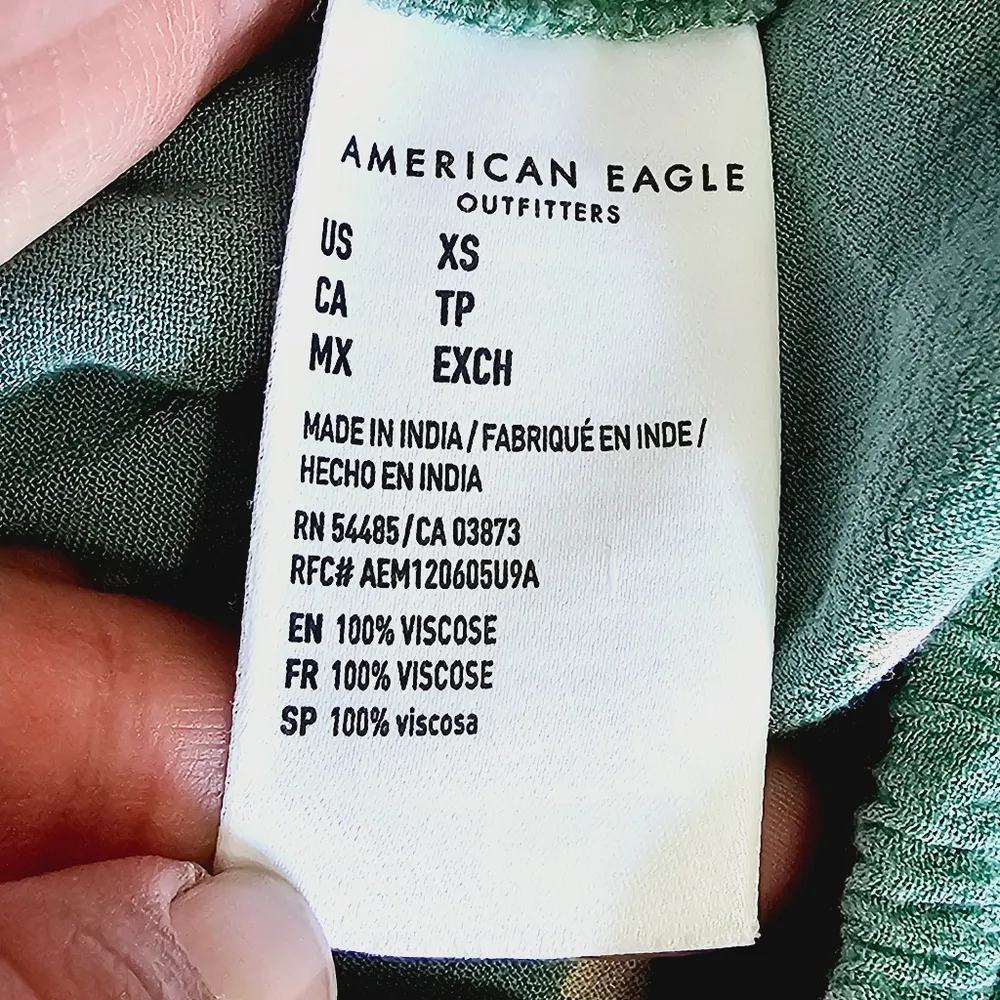 AMERICAN EAGLE
OUTFITTERS
US XS
CA TP
MX EXCH
MADE IN INDIA / FABRIQUÉ EN INDE /
HECHO EN INDIA
RN 54485 / CA 03873
RFC# AEM120605U9A
EN 100% VISCOSE
FR 100% VISCOSE
SP 100% viscosa